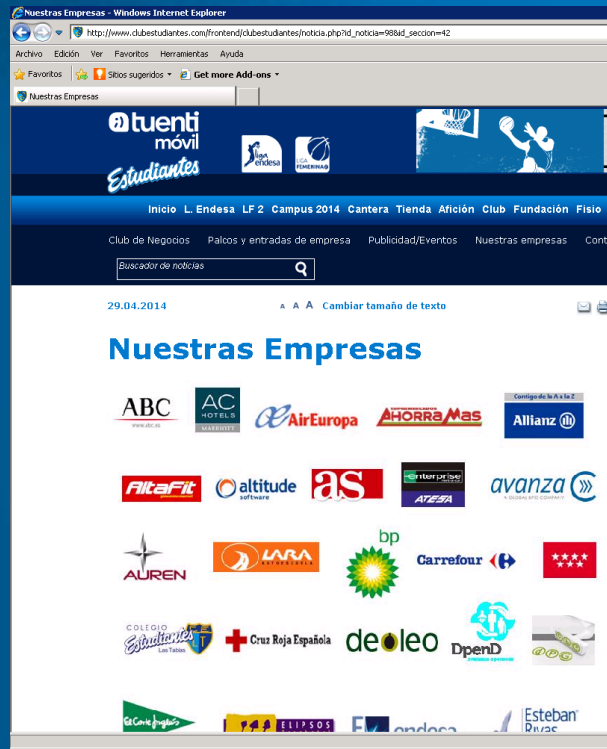 Nuestras Empresas - Windows Internet Explorer
http://www.clubestudiantes.com/frontend/clubestudiantes/noticia.php?id_noticia=988&id_seccion=42
Archivo Edición Ver Favoritos Herramientas Ayuda
Favoritos Sitios sugeridos Get more Add-ons
Nuestras Empresas
tuenti
móvil
Estudiantes
liga endesa
LIGA FEMENINA
Inicio L. Endesa LF 2 Campus 2014 Cantera Tienda Afición Club Fundación Fisio
Club de Negocios Palcos y entradas de empresa Publicidad/Eventos Nuestras empresas Cont
Buscador de noticias
29.04.2014 A A A Cambiar tamaño de texto
Nuestras Empresas
ABC
www.abc.es
AC
HOTELS
MARRIOTT
AirEuropa
AHORRAMAS
Contigo de la A a la Z
Allianz
AltaFit
altitude
software
as
enterprise
ATESA
avanza
A GLOBAL BPO COMPANY
AUREN
LARA
AUTOESCUELA
bp
Carrefour
COLEGIO
Estudiantes
Las Tablas
Cruz Roja Española
deoleo
DpenD
El Corte Inglés
ELIPSOS
endesa
Esteban
Rivas